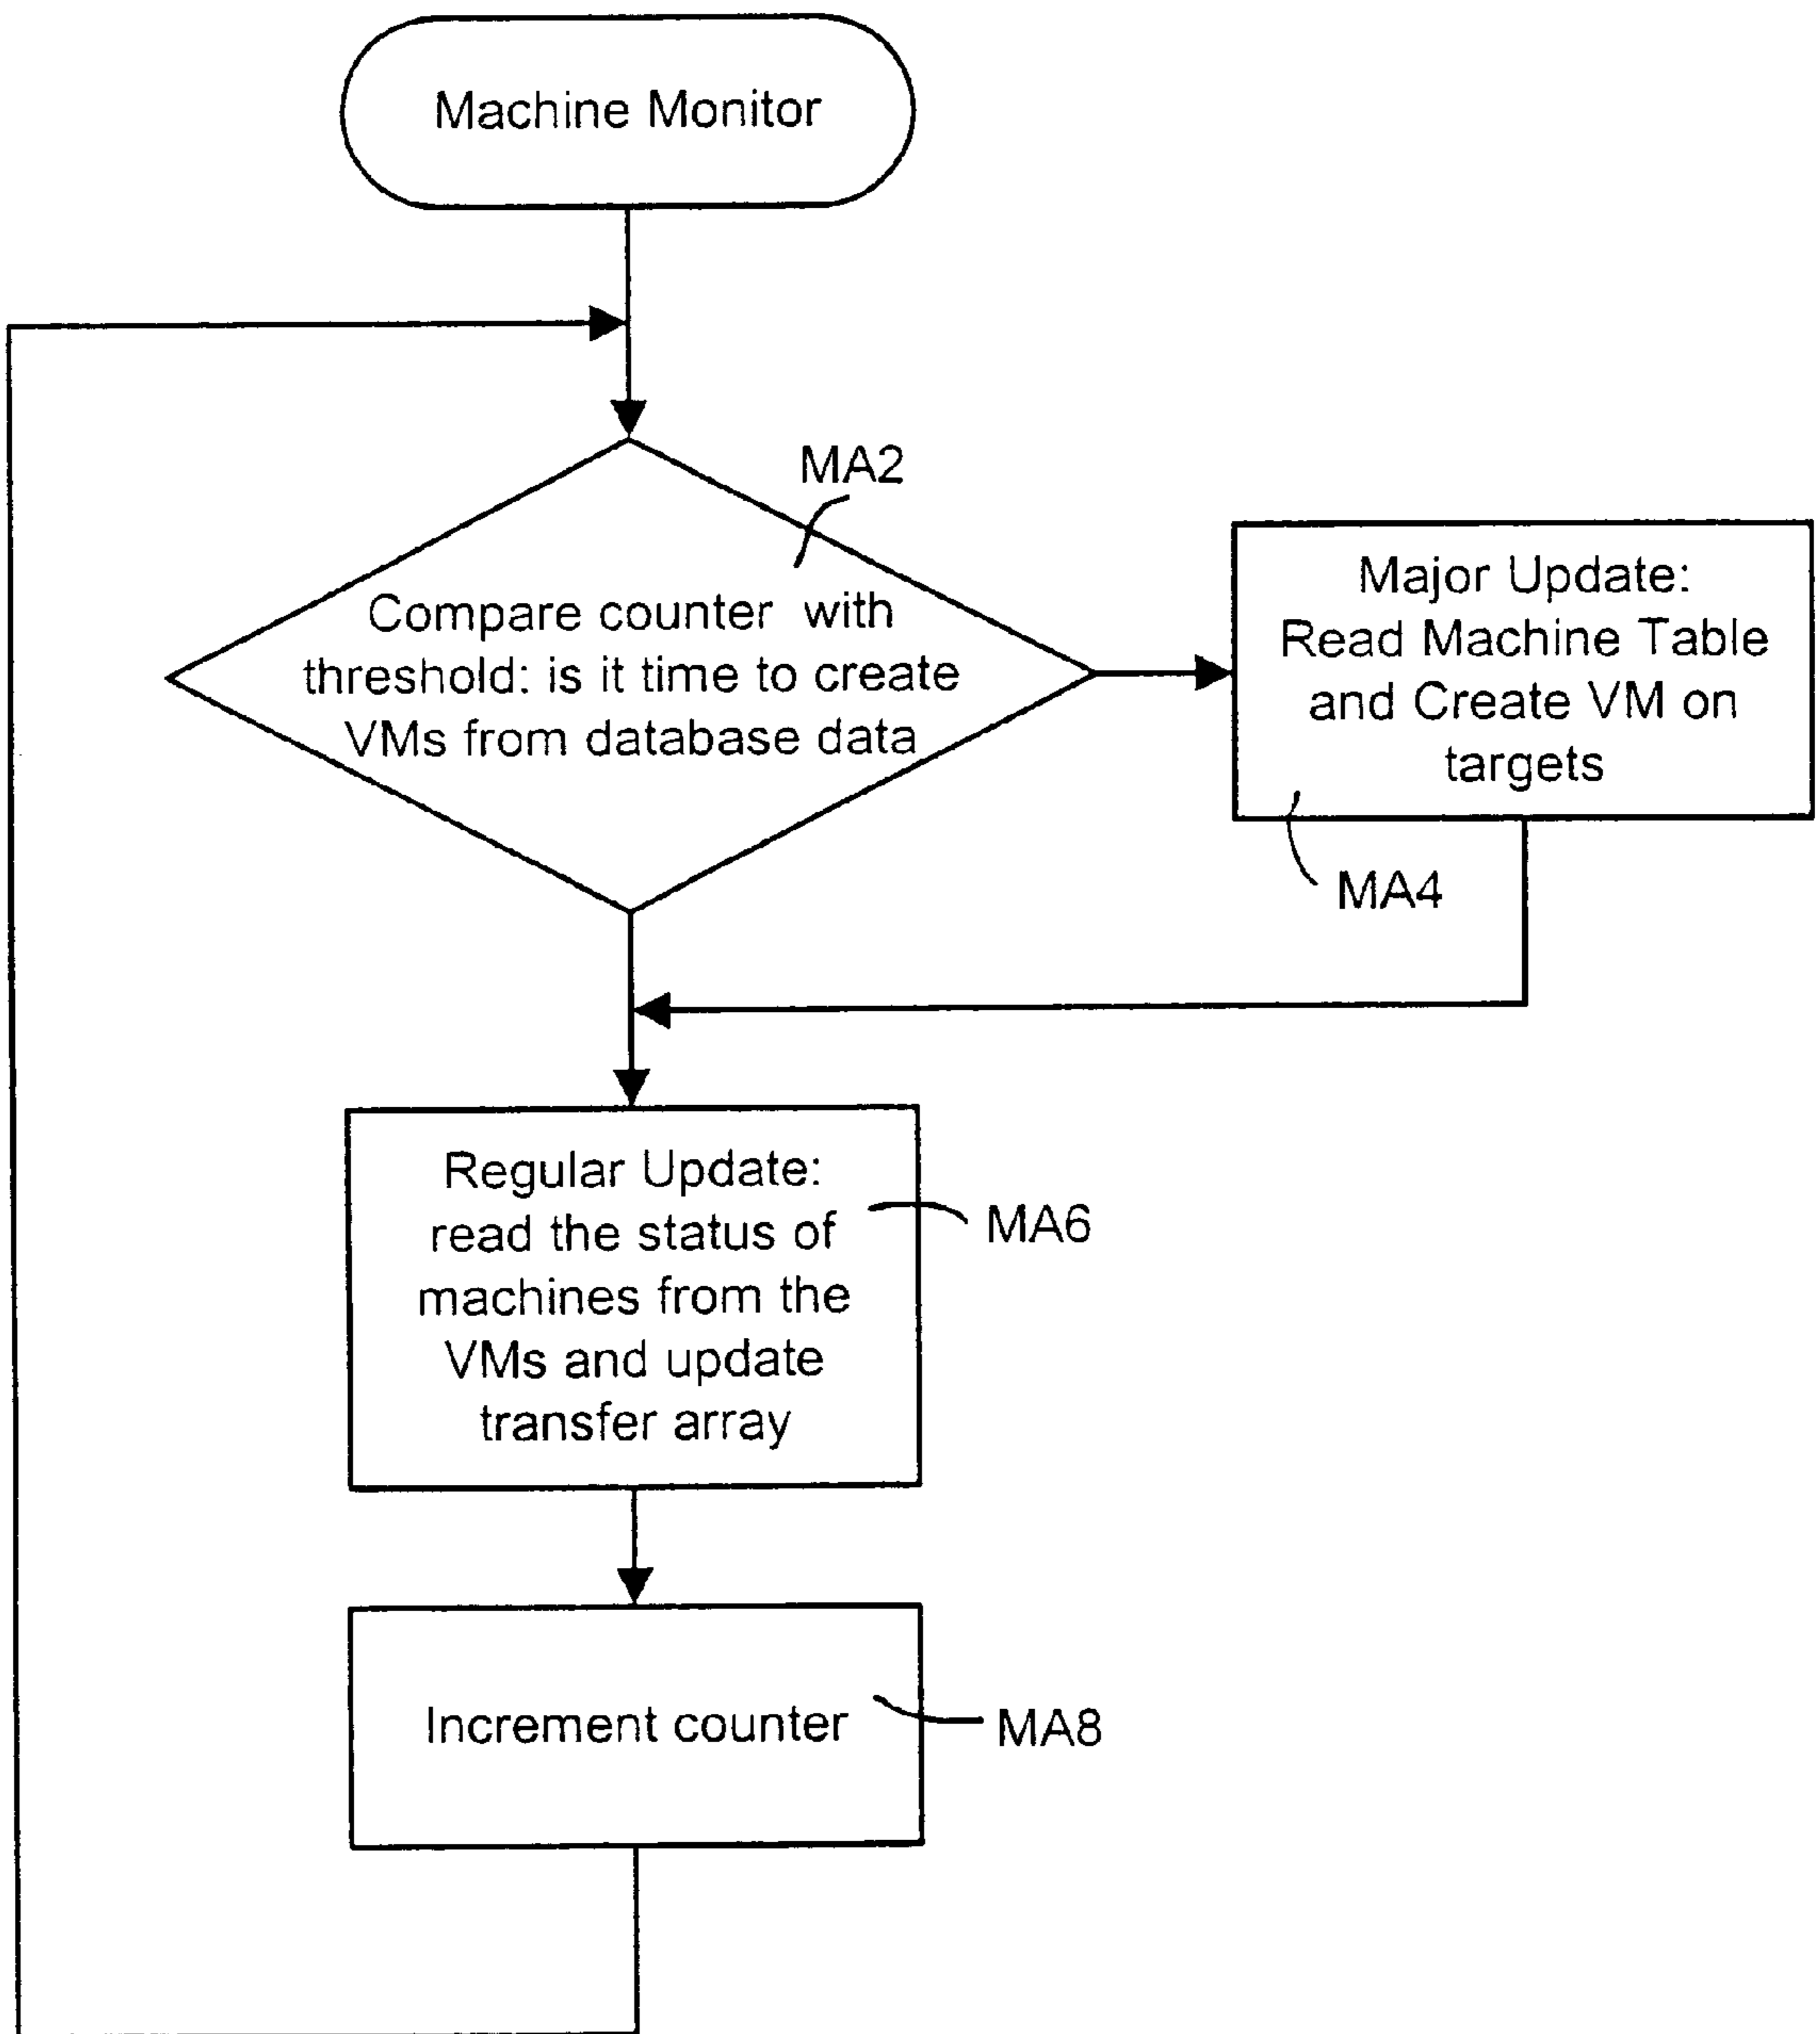 Machine Monitor
MA2
Compare counter with
threshold: is it time to create
VMs from database data
Major Update:
Read Machine Table
and Create VM on
targets
MA4
Regular Update:
read the status of
machines from the
VMs and update
transfer array
MA6
Increment counter
MA8